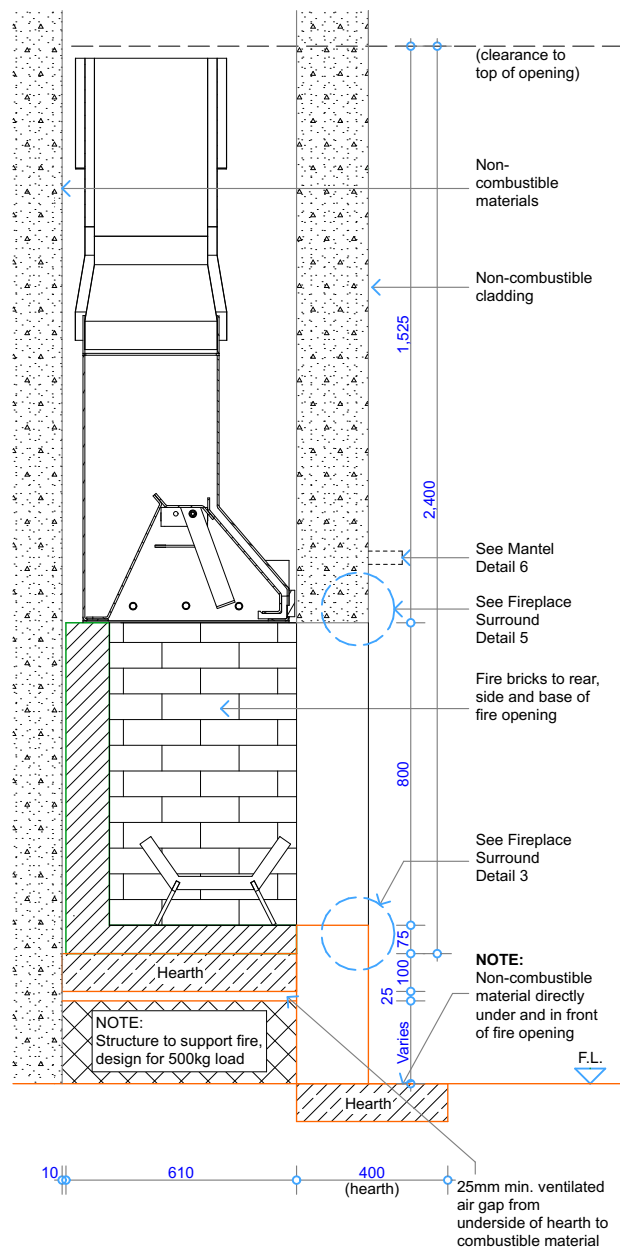 (clearance to
top of opening)
Non-
combustible
materials
Non-combustible
cladding
1,525
2,400
See Mantel
Detail 6
See Fireplace
Surround
Detail 5
Fire bricks to rear,
side and base of
fire opening
800
See Fireplace
Surround
Detail 3
75
100
25
Varies
NOTE:
Non-combustible
material directly
under and in front
of fire opening
Hearth
NOTE:
Structure to support fire,
design for 500kg load
F.L.
Hearth
10
610
400
(hearth)
25mm min. ventilated
air gap from
underside of hearth to
combustible material